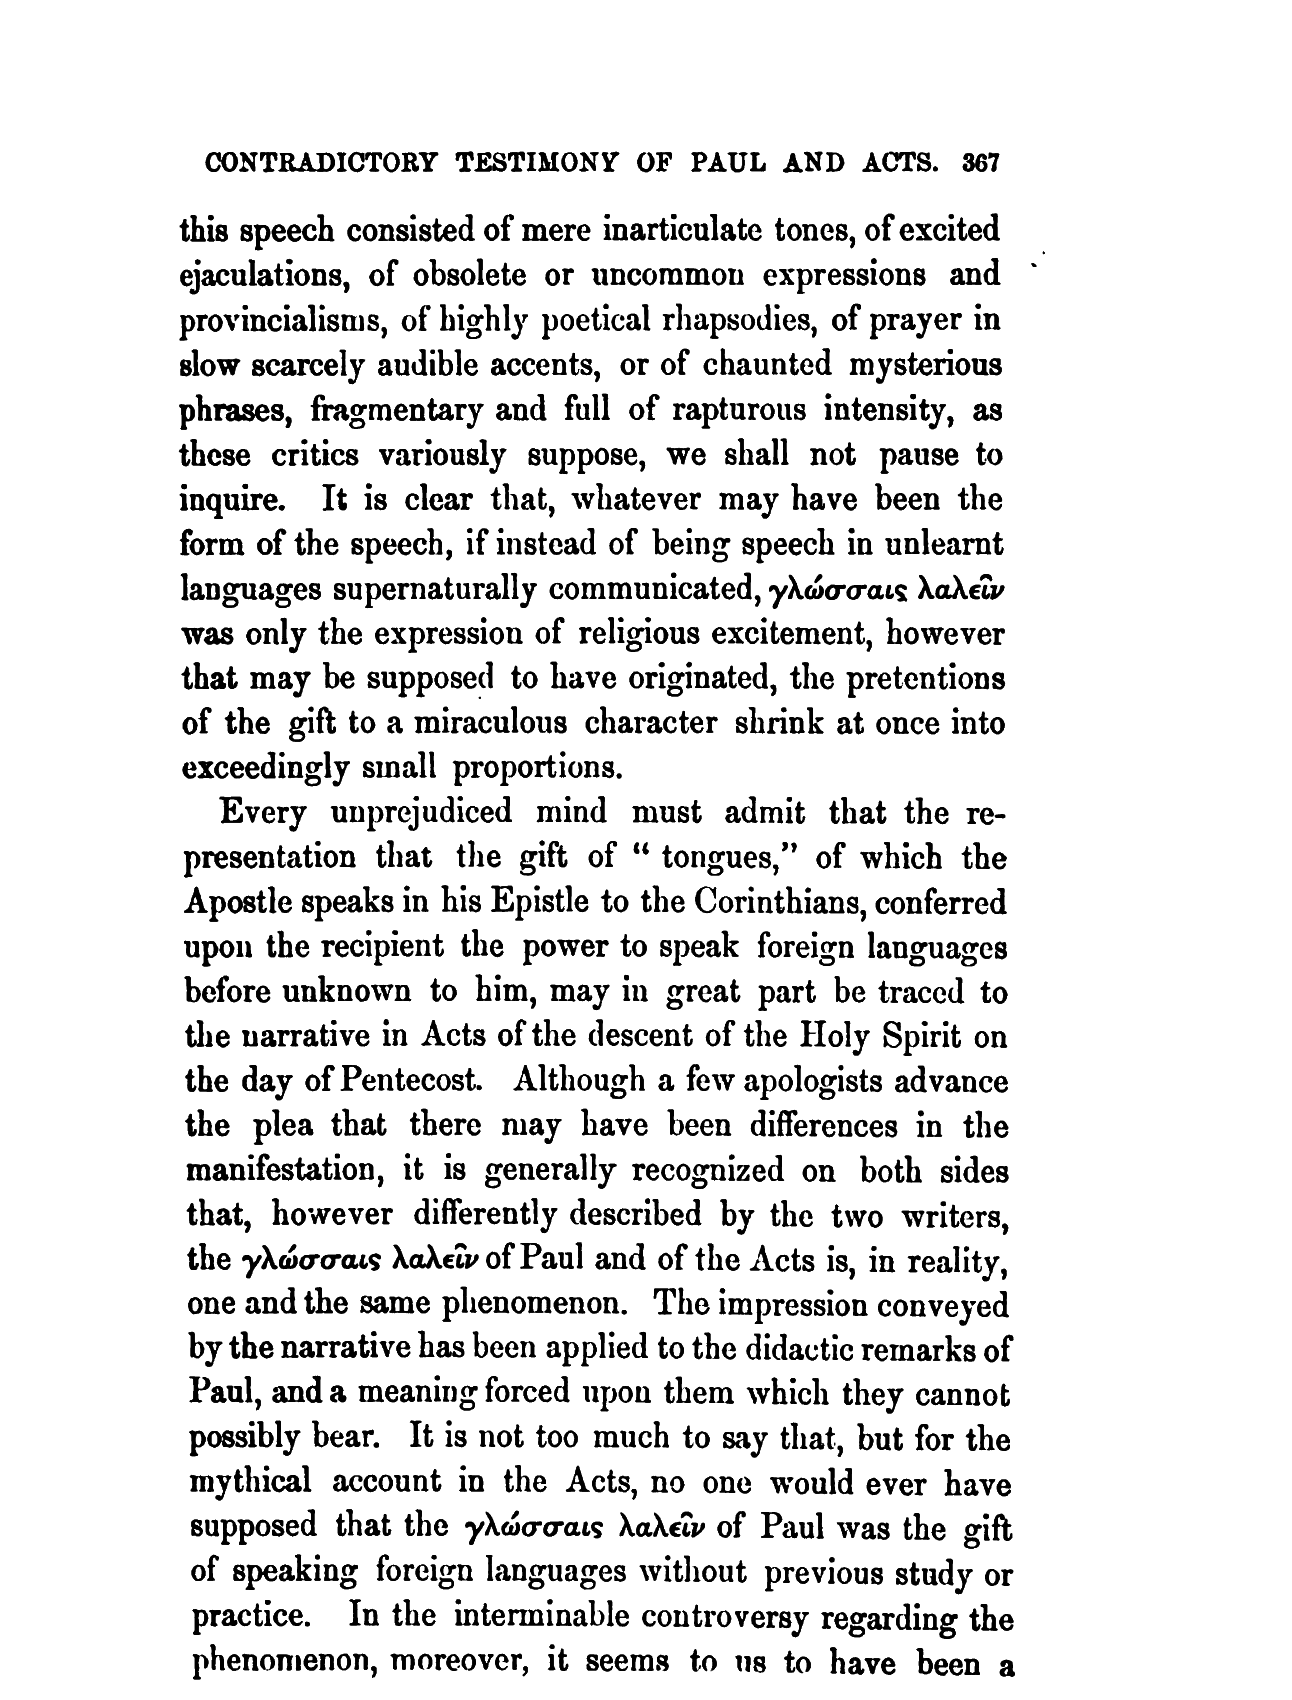 CONTRADICTORY TESTIMONY OF PAUL AND ACTS. 367
this speech consisted of mere inarticulate tones, of excited
ejaculations, of obsolete or uncommon expressions and
provincialisms, of highly poetical rhapsodies, of prayer in
slow scarcely audible accents, or of chaunted mysterious
phrases, fragmentary and full of rapturous intensity, as
these critics variously suppose, we shall not pause to
inquire. It is clear that, whatever may have been the
form of the speech, if instead of being speech in unlearnt
languages supernaturally communicated, γλώσσαις λαλεῖν
was only the expression of religious excitement, however
that may be supposed to have originated, the pretentions
of the gift to a miraculous character shrink at once into
exceedingly small proportions.
Every unprejudiced mind must admit that the re-
presentation that the gift of “ tongues,” of which the
Apostle speaks in his Epistle to the Corinthians, conferred
upon the recipient the power to speak foreign languages
before unknown to him, may in great part be traced to
the narrative in Acts of the descent of the Holy Spirit on
the day of Pentecost. Although a few apologists advance
the plea that there may have been differences in the
manifestation, it is generally recognized on both sides
that, however differently described by the two writers,
the γλώσσαις λαλεῖν of Paul and of the Acts is, in reality,
one and the same phenomenon. The impression conveyed
by the narrative has been applied to the didactic remarks of
Paul, and a meaning forced upon them which they cannot
possibly bear. It is not too much to say that, but for the
mythical account in the Acts, no one would ever have
supposed that the γλώσσαις λαλεῖν of Paul was the gift
of speaking foreign languages without previous study or
practice. In the interminable controversy regarding the
phenomenon, moreover, it seems to us to have been a